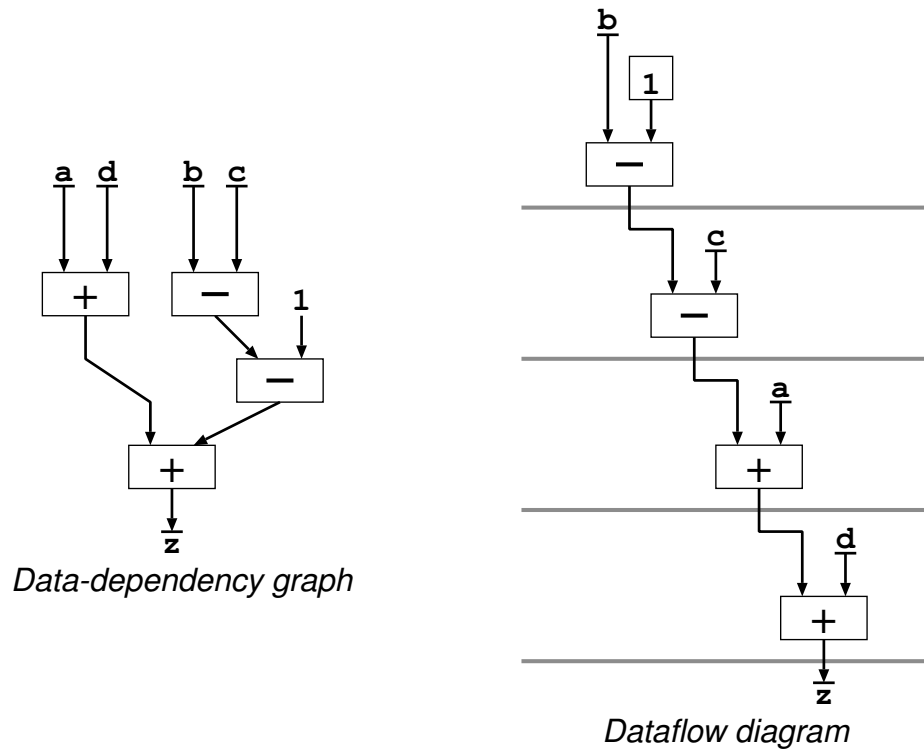 a d b c
+ − 1
−
+
z
Data-dependency graph
b
1
−
c
−
a
+
d
+
z
Dataflow diagram